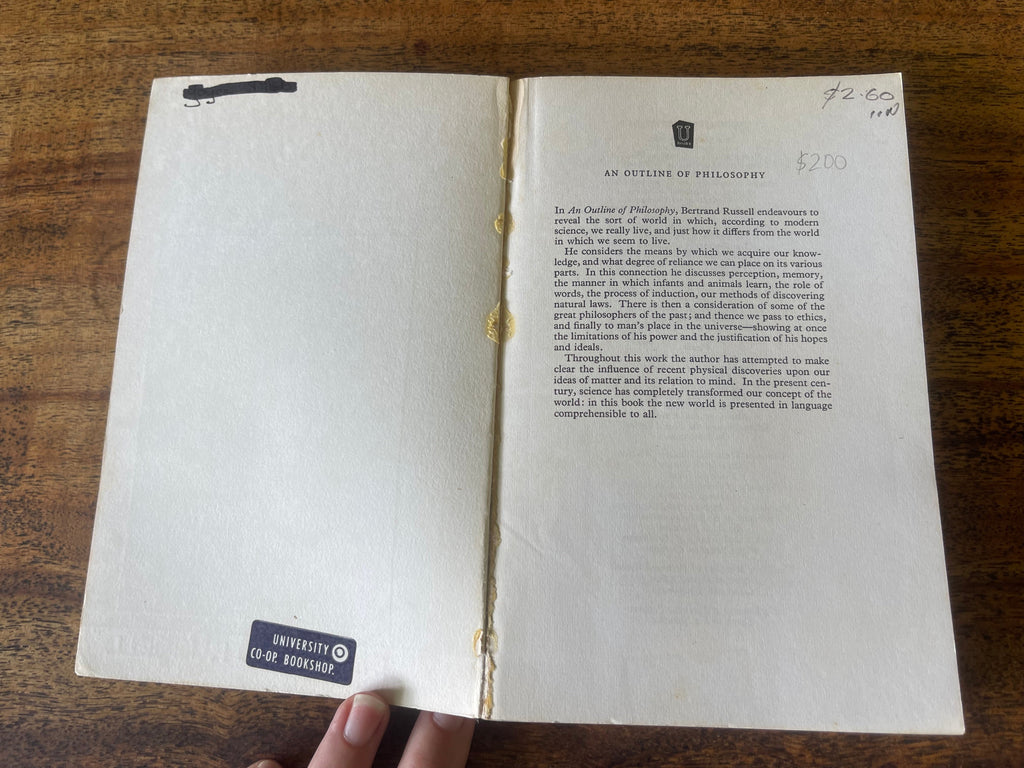 $2.60
U
BOOKS
$200
AN OUTLINE OF PHILOSOPHY
In An Outline of Philosophy, Bertrand Russell endeavours to
reveal the sort of world in which, according to modern
science, we really live, and just how it differs from the world
in which we seem to live.
He considers the means by which we acquire our know-
ledge, and what degree of reliance we can place on its various
parts. In this connection he discusses perception, memory,
the manner in which infants and animals learn, the role of
words, the process of induction, our methods of discovering
natural laws. There is then a consideration of some of the
great philosophers of the past; and thence we pass to ethics,
and finally to man's place in the universe—showing at once
the limitations of his power and the justification of his hopes
and ideals.
Throughout this work the author has attempted to make
clear the influence of recent physical discoveries upon our
ideas of matter and its relation to mind. In the present cen-
tury, science has completely transformed our concept of the
world: in this book the new world is presented in language
comprehensible to all.
UNIVERSITY
CO-OP. BOOKSHOP.